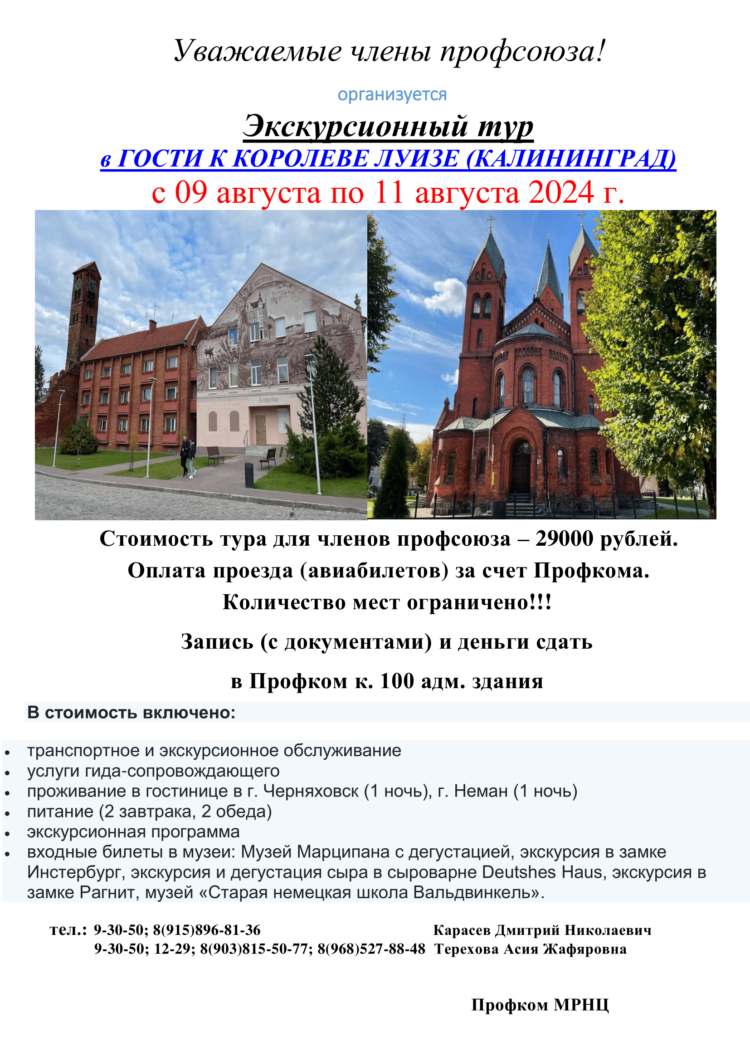 Уважаемые члены профсоюза!
организуется
Экскурсионный тур
в ГОСТИ К КОРОЛЕВЕ ЛУИЗЕ (КАЛИНИНГРАД)
с 09 августа по 11 августа 2024 г.
Стоимость тура для членов профсоюза – 29000 рублей.
Оплата проезда (авиабилетов) за счет Профкома.
Количество мест ограничено!!!
Запись (с документами) и деньги сдать
в Профком к. 100 адм. здания
В стоимость включено:
• транспортное и экскурсионное обслуживание
• услуги гида-сопровождающего
• проживание в гостинице в г. Черняховск (1 ночь), г. Неман (1 ночь)
• питание (2 завтрака, 2 обеда)
• экскурсионная программа
• входные билеты в музеи: Музей Марципана с дегустацией, экскурсия в замке
Инстербург, экскурсия и дегустация сыра в сыроварне Deutshes Haus, экскурсия в
замке Рагнит, музей «Старая немецкая школа Вальдвинкель».
тел.: 9-30-50; 8(915)896-81-36 Карасев Дмитрий Николаевич
9-30-50; 12-29; 8(903)815-50-77; 8(968)527-88-48 Терехова Асия Жафяровна
Профком МРНЦ